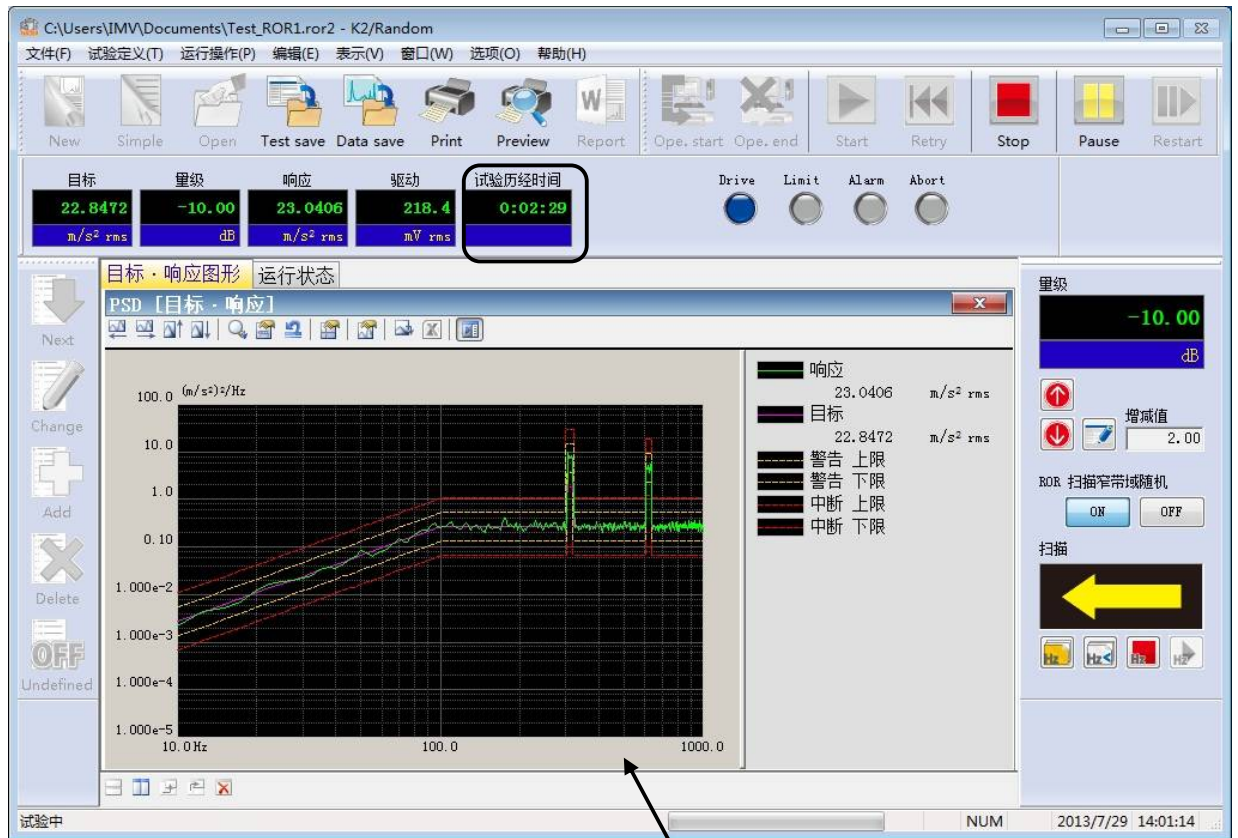 C:\Users\IMV\Documents\Test_ROR1.ror2 - K2/Random
文件(F) 试验定义(T) 运行操作(P) 编辑(E) 表示(V) 窗口(W) 选项(O) 帮助(H)
New Simple Open Test save Data save Print Preview Report Ope.start Ope.end Start Retry Stop Pause Restart
目标 量级 响应 驱动 试验历经时间 Drive Limit Alarm Abort
22.8472 -10.00 23.0406 218.4 0:02:29
m/s² rms dB m/s² rms mV rms
目标・响应图形 运行状态
PSD [目标・响应]
Next
Change
Add
Delete
OFF
Undefined
(m/s²)²/Hz
100.0
10.0
1.0
0.10
1.000e-2
1.000e-3
1.000e-4
1.000e-5
10.0Hz 100.0 1000.0
响应
23.0406 m/s² rms
目标
22.8472 m/s² rms
警告 上限
警告 下限
中断 上限
中断 下限
量级
-10.00
dB
增减值
2.00
ROR 扫描窄带域随机
ON OFF
扫描
Hz Hz< Hz Hz
试验中 NUM 2013/7/29 14:01:14